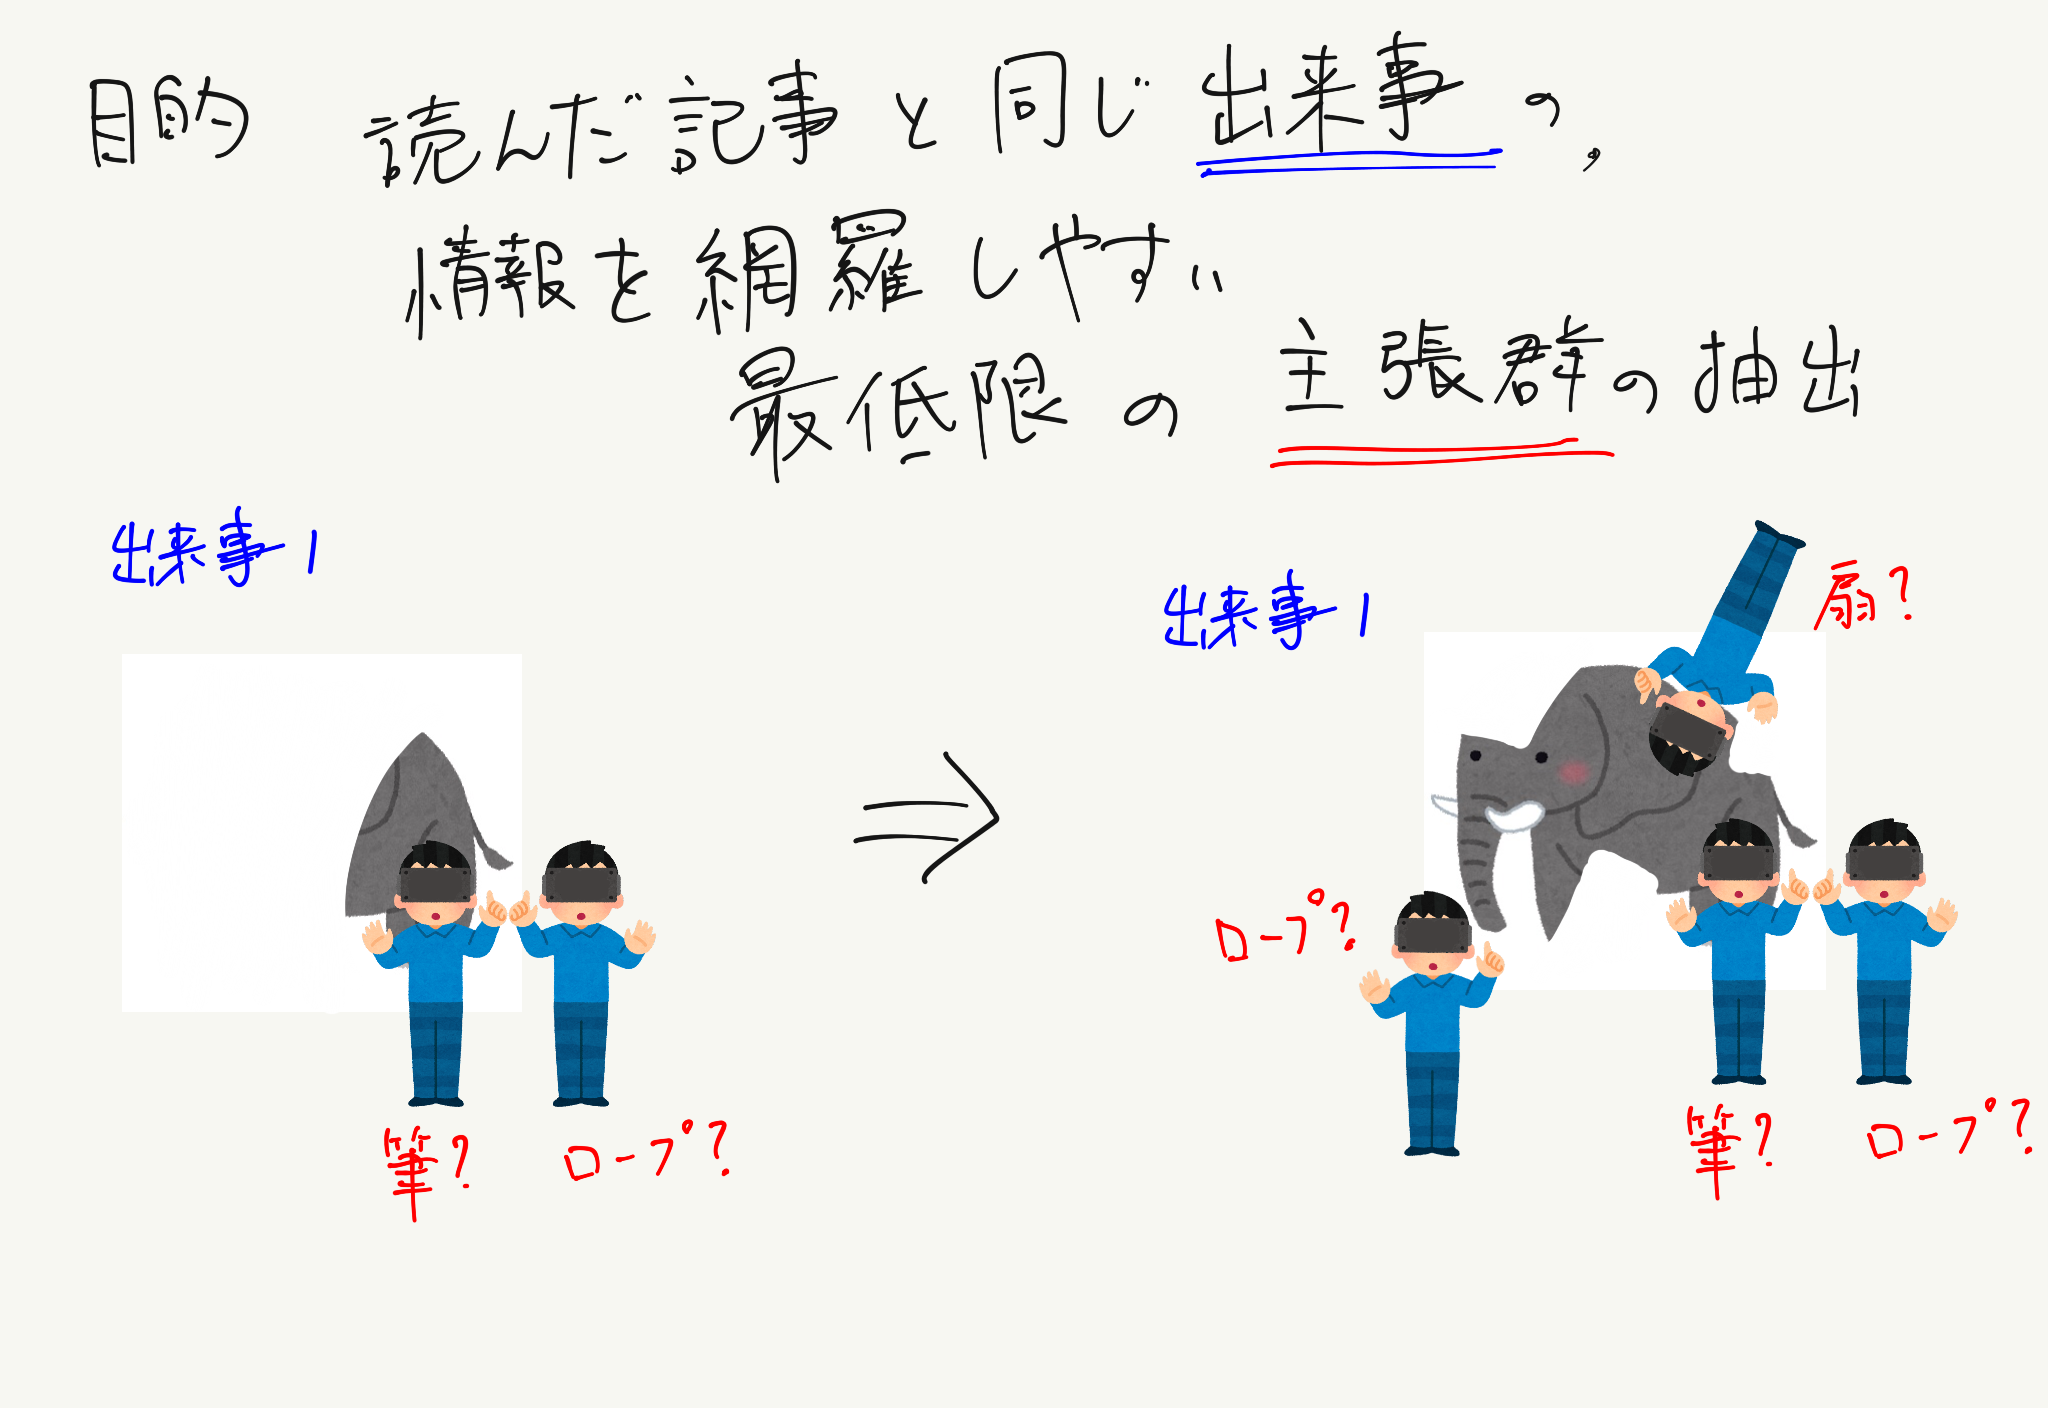 目的 読んだ記事と同じ出来事の,
情報を網羅しやすい
最低限の主張群の抽出
出来事1
筆?
ロープ?
出来事1
扇?
ロープ?
筆?
ロープ?